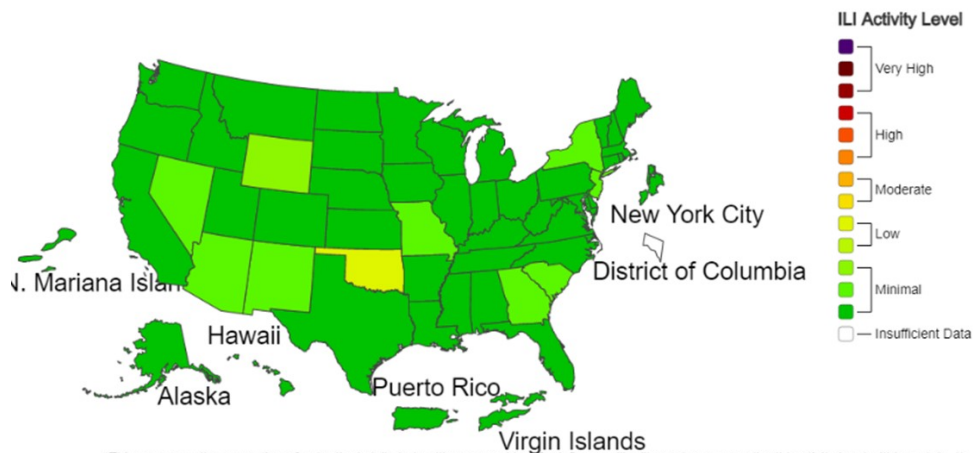 ILI Activity Level
Very High
High
Moderate
Low
Minimal
Insufficient Data
New York City
District of Columbia
N. Mariana Islan
Hawaii
Alaska
Puerto Rico
Virgin Islands